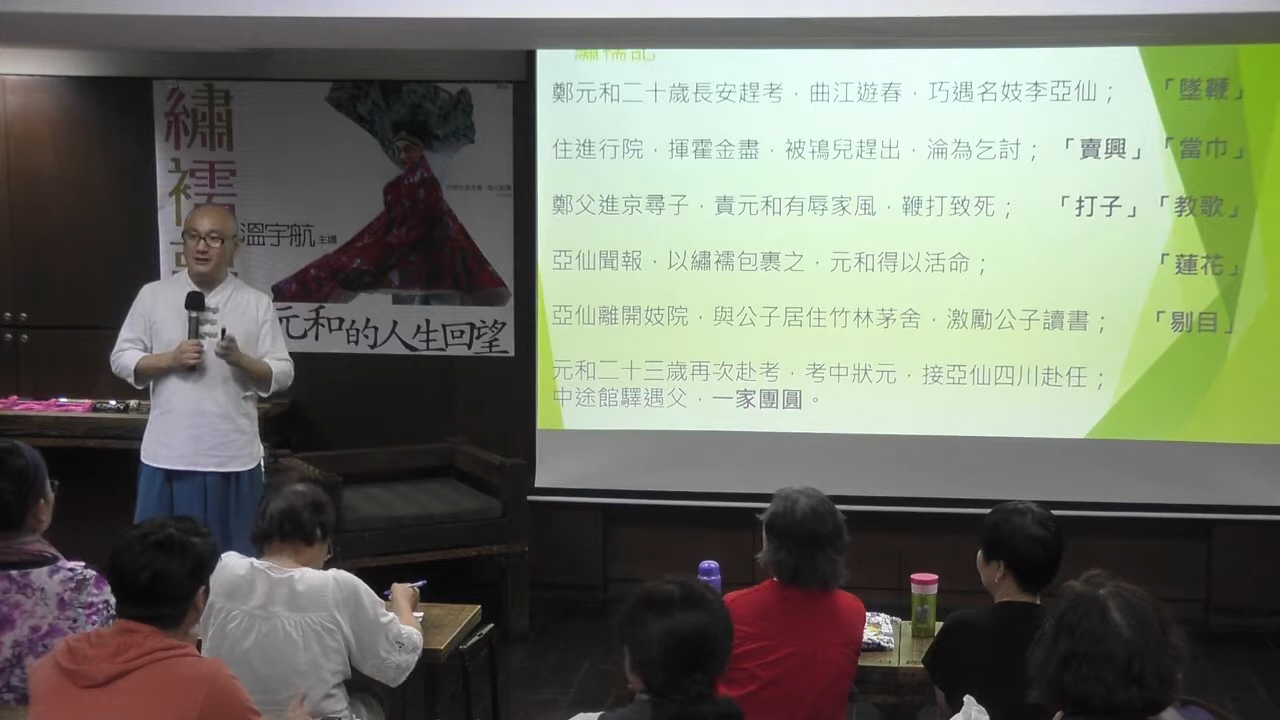 繡襦
溫宇航 主講
元和的人生回望
繡襦記
鄭元和二十歲長安趕考，曲江遊春，巧遇名妓李亞仙； 「墜鞭」
住進行院，揮霍金盡，被鴇兒趕出，淪為乞討； 「賣興」「當巾」
鄭父進京尋子，責元和有辱家風，鞭打致死； 「打子」「教歌」
亞仙聞報，以繡襦包裹之，元和得以活命； 「蓮花」
亞仙離開妓院，與公子居住竹林茅舍，激勵公子讀書； 「剔目」
元和二十三歲再次赴考，考中狀元，接亞仙四川赴任；
中途館驛遇父，一家團圓。